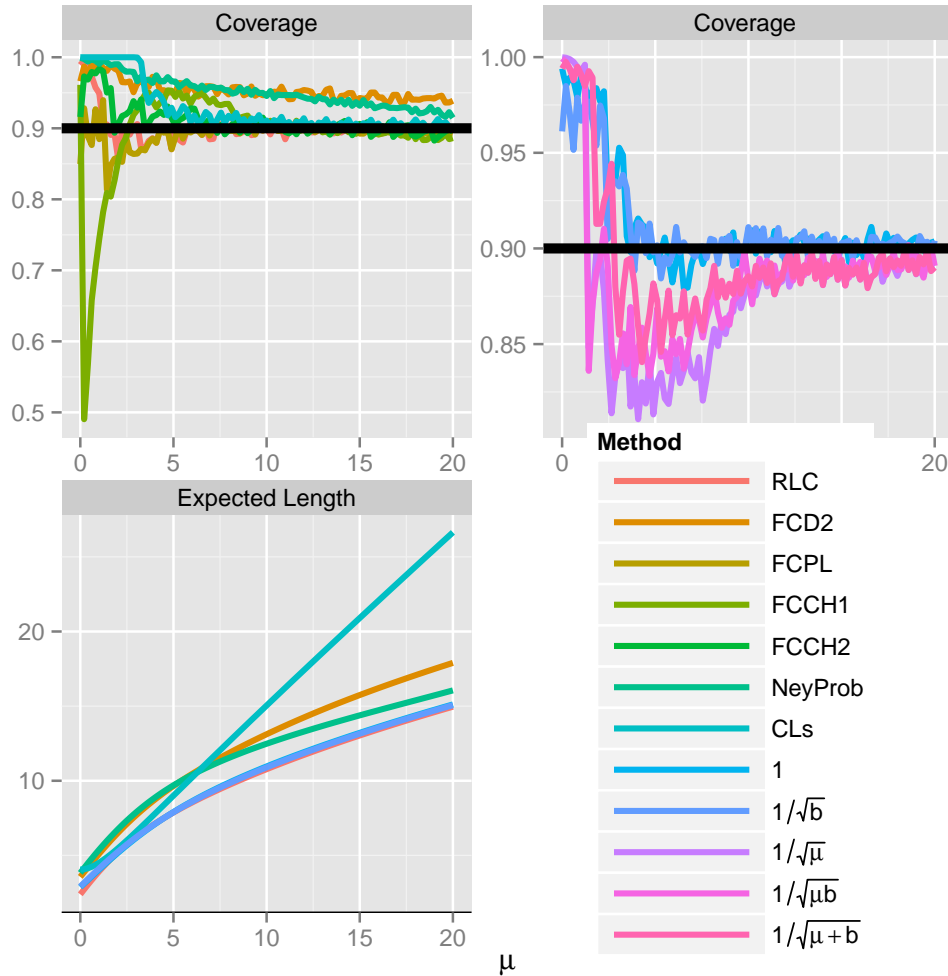 Coverage
1.0
0.9
0.8
0.7
0.6
0.5
0 5 10 15 20
Coverage
1.00
0.95
0.90
0.85
0 20
Expected Length
20
10
0 5 10 15 20
μ
Method
RLC
FCD2
FCPL
FCCH1
FCCH2
NeyProb
CLs
1
1/√b
1/√μ
1/√μb
1/√μ + b